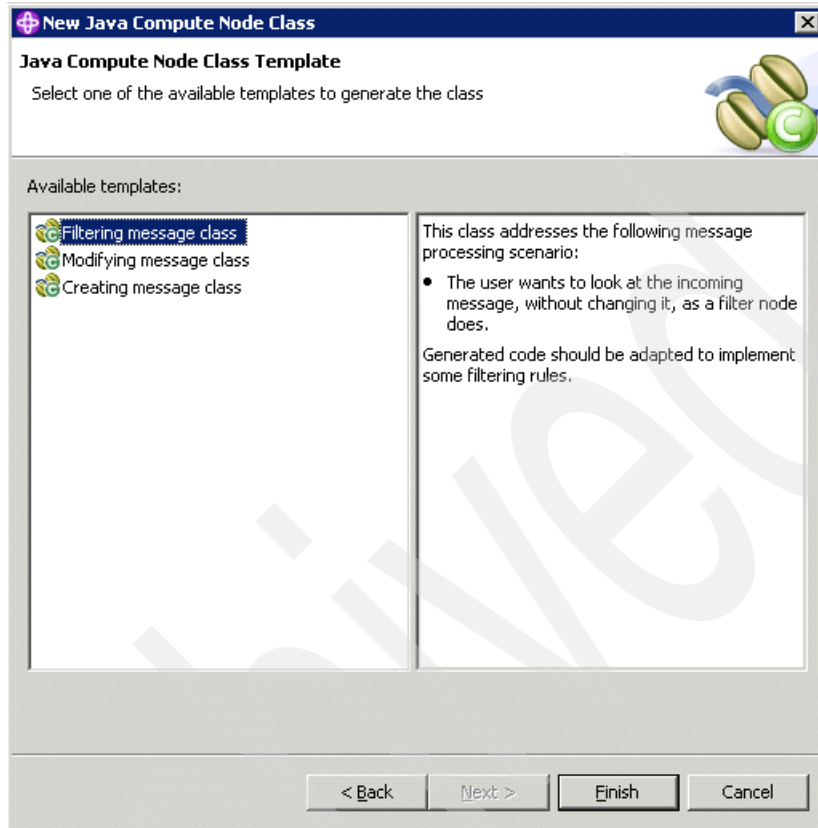 New Java Compute Node Class
Java Compute Node Class Template
Select one of the available templates to generate the class
Available templates:
Filtering message class
Modifying message class
Creating message class
This class addresses the following message
processing scenario:
• The user wants to look at the incoming
message, without changing it, as a filter node
does.
Generated code should be adapted to implement
some filtering rules.
< Back
Next >
Finish
Cancel